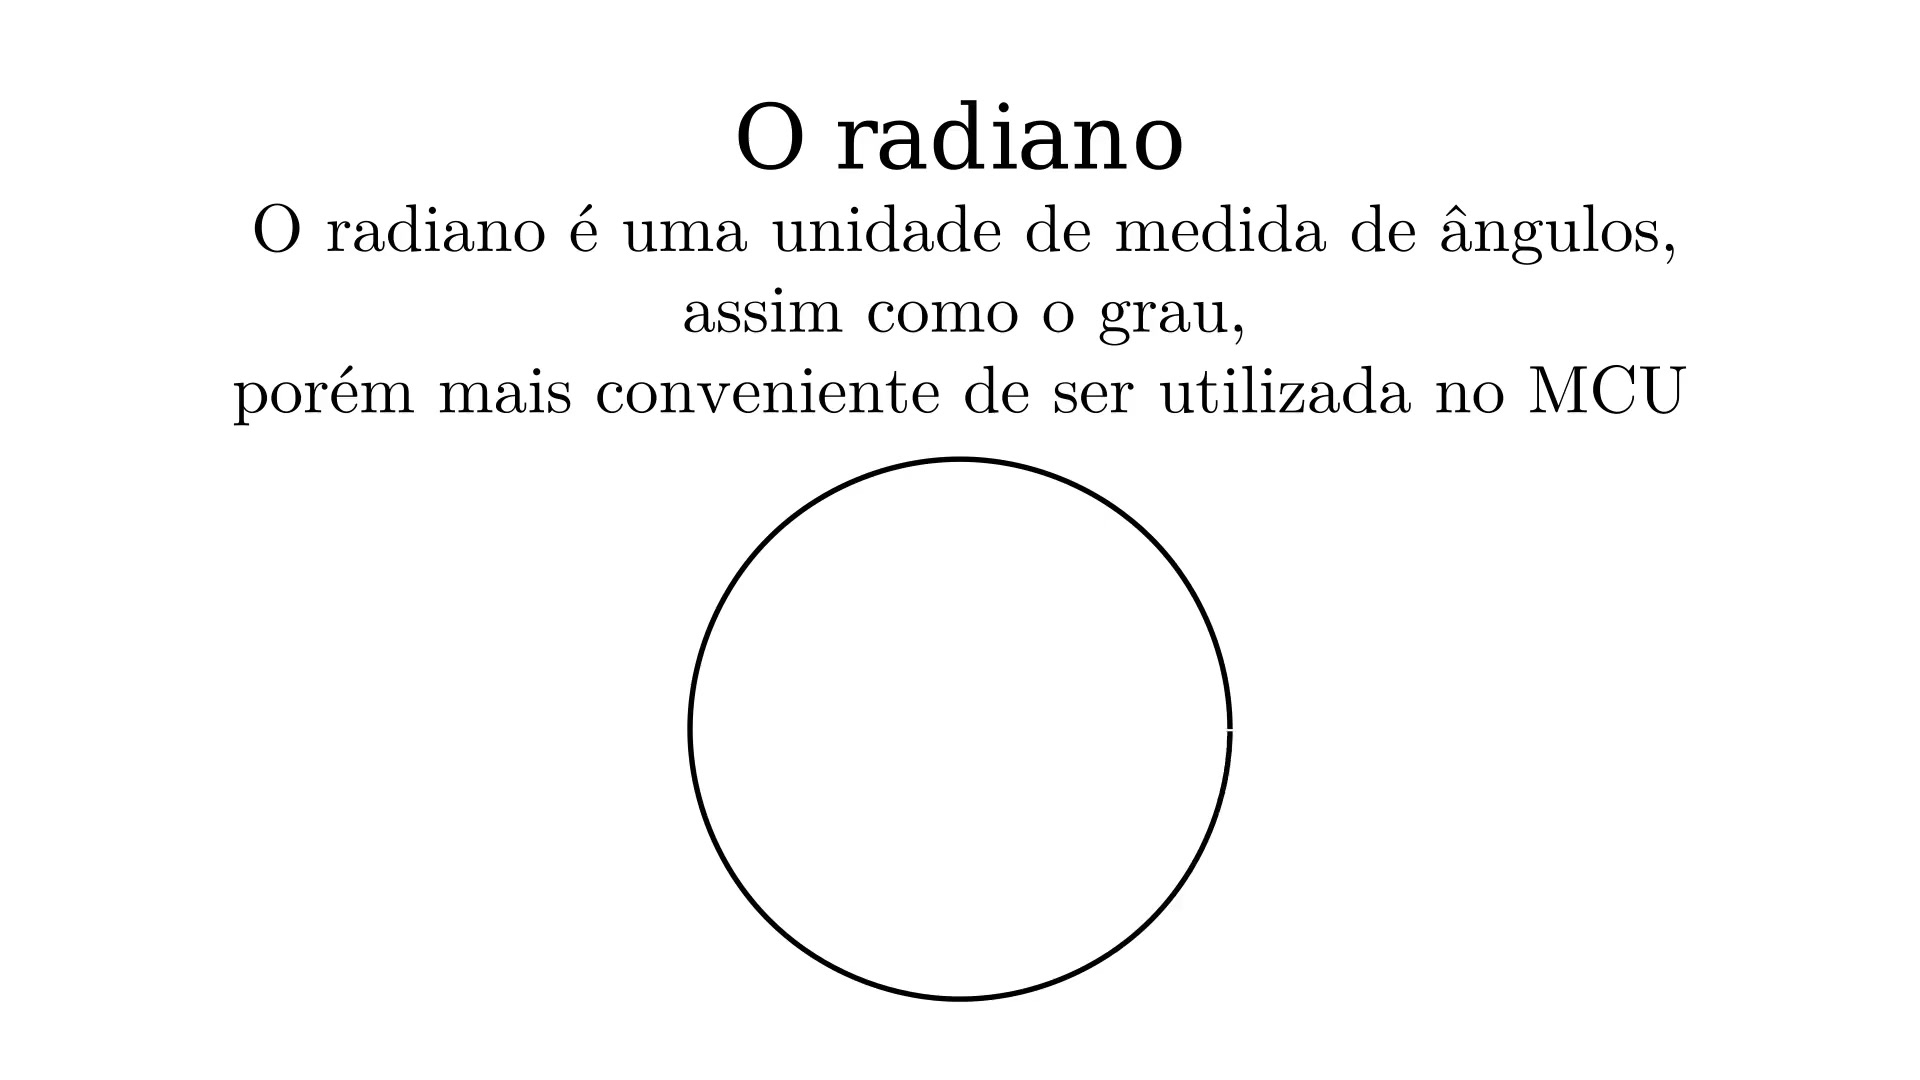 O radiano
O radiano é uma unidade de medida de ângulos,
assim como o grau,
porém mais conveniente de ser utilizada no MCU